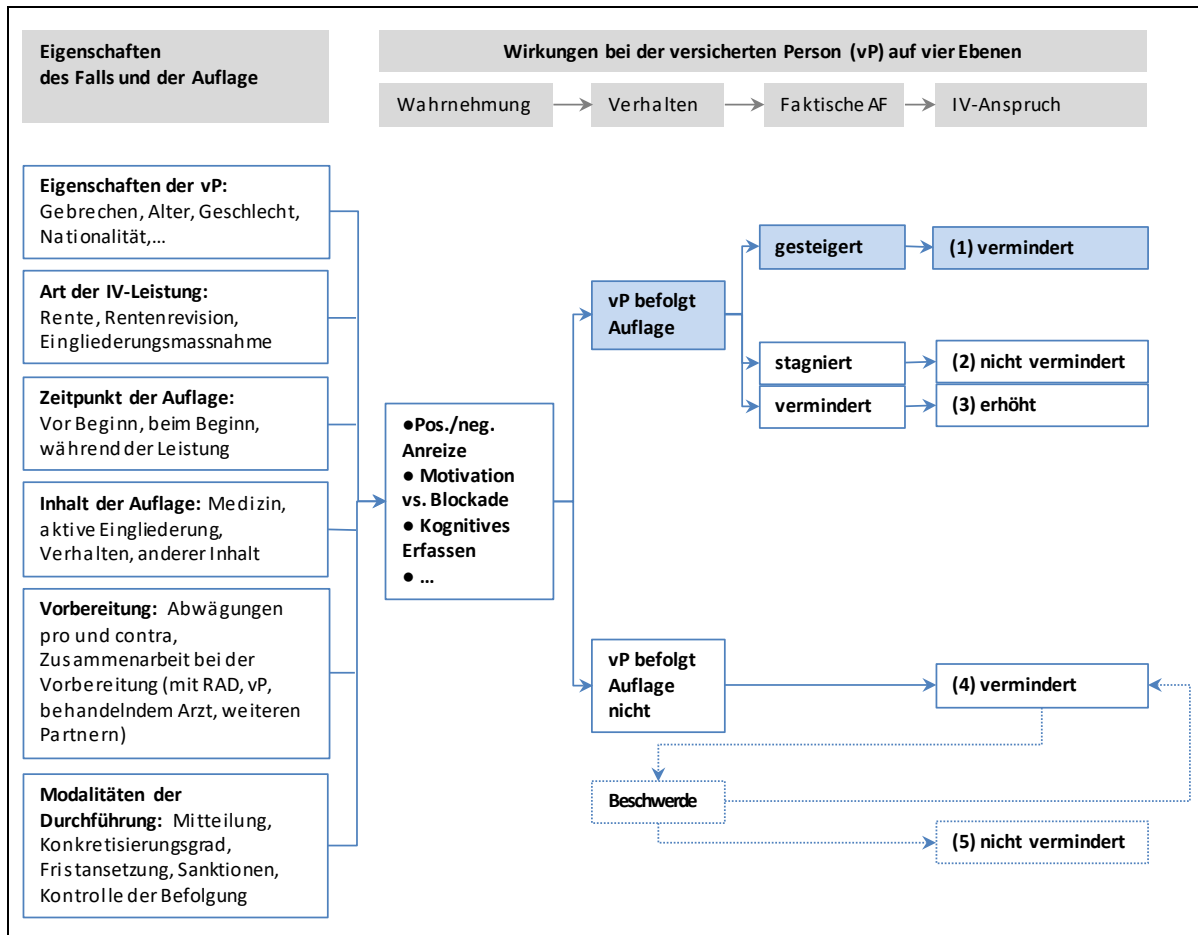 Eigenschaften
des Falls und der Auflage
Wirkungen bei der versicherten Person (vP) auf vier Ebenen
Wahrnehmung
Verhalten
Faktische AF
IV-Anspruch
Eigenschaften der vP:
Gebrechen, Alter, Geschlecht,
Nationalität,...
Art der IV-Leistung:
Rente, Rentenrevision,
Eingliederungsmassnahme
Zeitpunkt der Auflage:
Vor Beginn, beim Beginn,
während der Leistung
Inhalt der Auflage: Medizin,
aktive Eingliederung,
Verhalten, anderer Inhalt
Vorbereitung: Abwägungen
pro und contra,
Zusammenarbeit bei der
Vorbereitung (mit RAD, vP,
behandelndem Arzt, weiteren
Partnern)
Modalitäten der
Durchführung: Mitteilung,
Konkretisierungsgrad,
Fristansetzung, Sanktionen,
Kontrolle der Befolgung
●Pos./neg.
Anreize
● Motivation
vs. Blockade
● Kognitives
Erfassen
● ...
vP befolgt
Auflage
gesteigert
(1) vermindert
stagniert
(2) nicht vermindert
vermindert
(3) erhöht
vP befolgt
Auflage
nicht
(4) vermindert
Beschwerde
(5) nicht vermindert